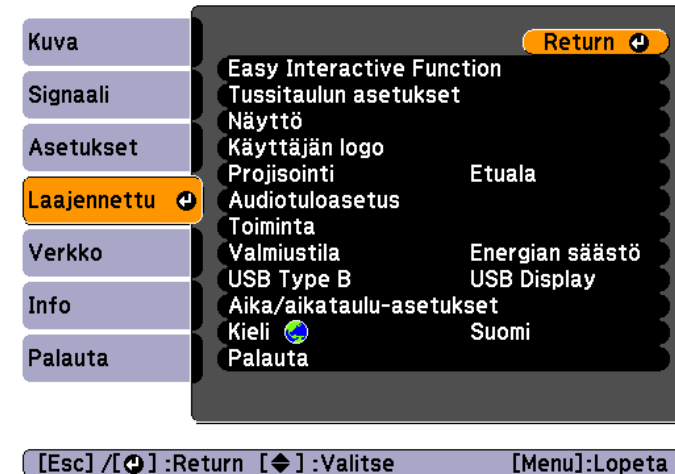 Kuva
Signaali
Asetukset
Laajennettu
Verkko
Info
Palauta
Return
Easy Interactive Function
Tussitaulun asetukset
Näyttö
Käyttäjän logo
Projisointi Etuala
Audiotuloasetus
Toiminta
Valmiustila Energian säästö
USB Type B USB Display
Aika/aikataulu-asetukset
Kieli Suomi
Palauta
[Esc] /[ ] :Return [ ] :Valitse [Menu]:Lopeta